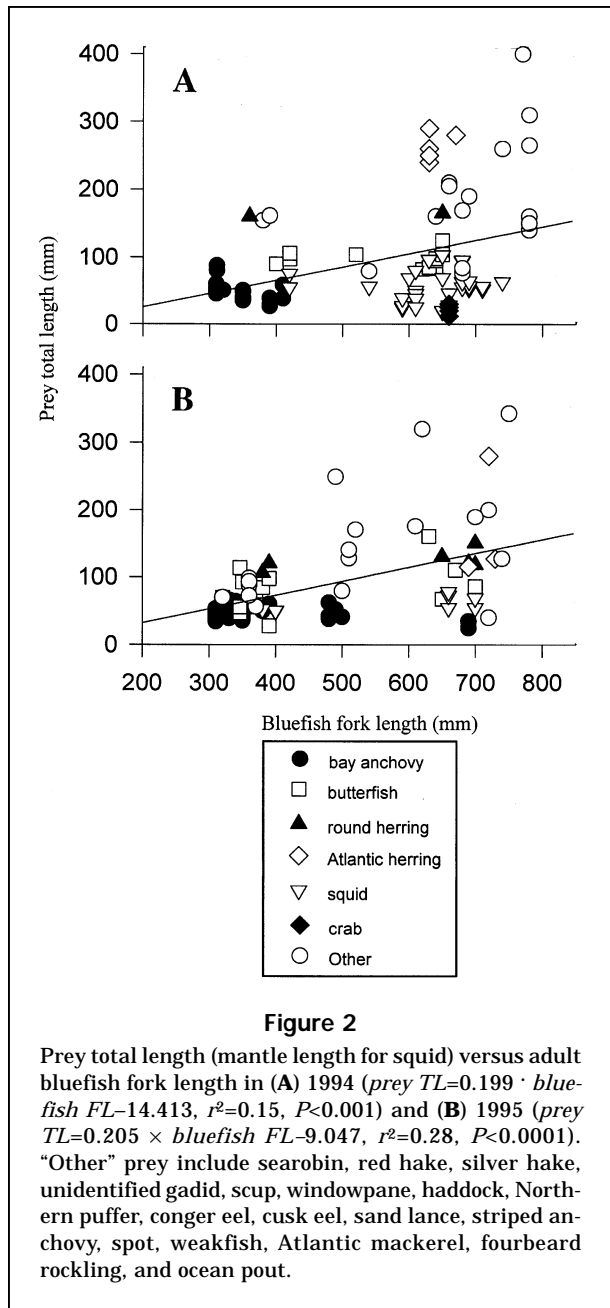 400
A
300
200
100
0
Prey total length (mm)
400
B
300
200
100
0
200 300 400 500 600 700 800
Bluefish fork length (mm)
bay anchovy
butterfish
round herring
Atlantic herring
squid
crab
Other
Figure 2
Prey total length (mantle length for squid) versus adult
bluefish fork length in (A) 1994 (prey TL=0.199 · blue-
fish FL–14.413, r²=0.15, P<0.001) and (B) 1995 (prey
TL=0.205 × bluefish FL–9.047, r²=0.28, P<0.0001).
“Other” prey include searobin, red hake, silver hake,
unidentified gadid, scup, windowpane, haddock, North-
ern puffer, conger eel, cusk eel, sand lance, striped an-
chovy, spot, weakfish, Atlantic mackerel, fourbeard
rockling, and ocean pout.